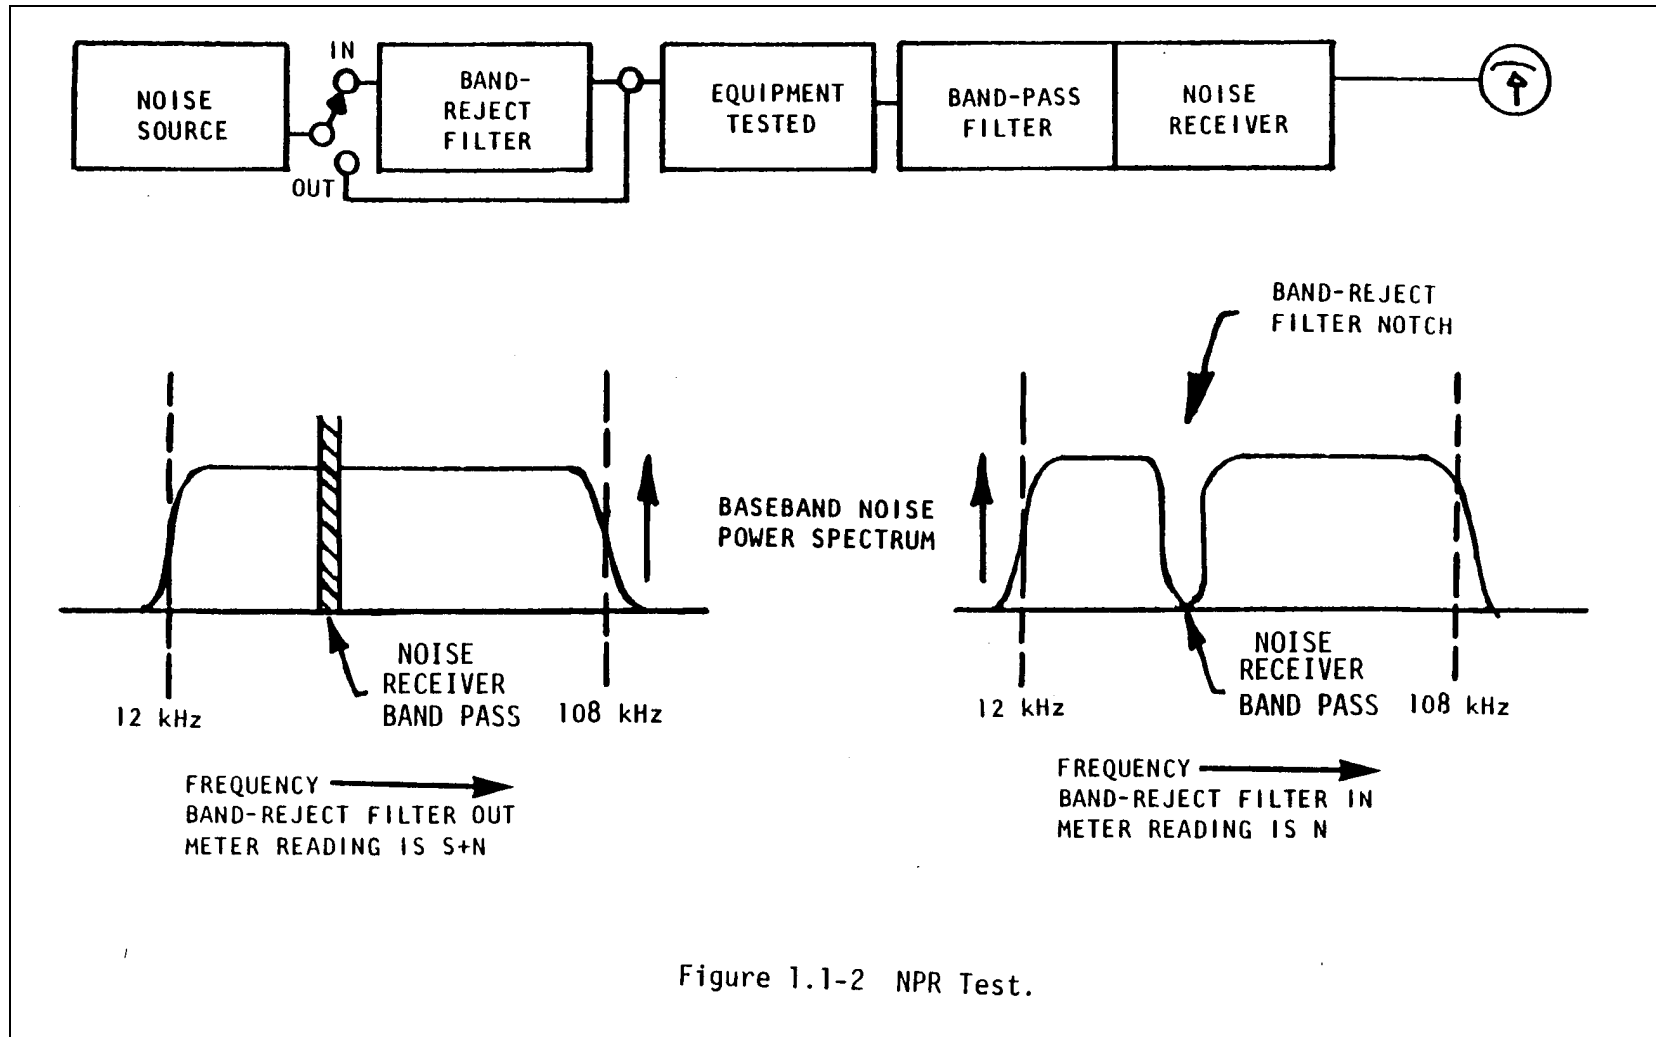 IN
NOISE
SOURCE
OUT
BAND-
REJECT
FILTER
EQUIPMENT
TESTED
BAND-PASS
FILTER
NOISE
RECEIVER
BAND-REJECT
FILTER NOTCH
BASEBAND NOISE
POWER SPECTRUM
12 kHz
NOISE
RECEIVER
BAND PASS
108 kHz
FREQUENCY
BAND-REJECT FILTER OUT
METER READING IS S+N
12 kHz
NOISE
RECEIVER
BAND PASS
108 kHz
FREQUENCY
BAND-REJECT FILTER IN
METER READING IS N
Figure 1.1-2 NPR Test.